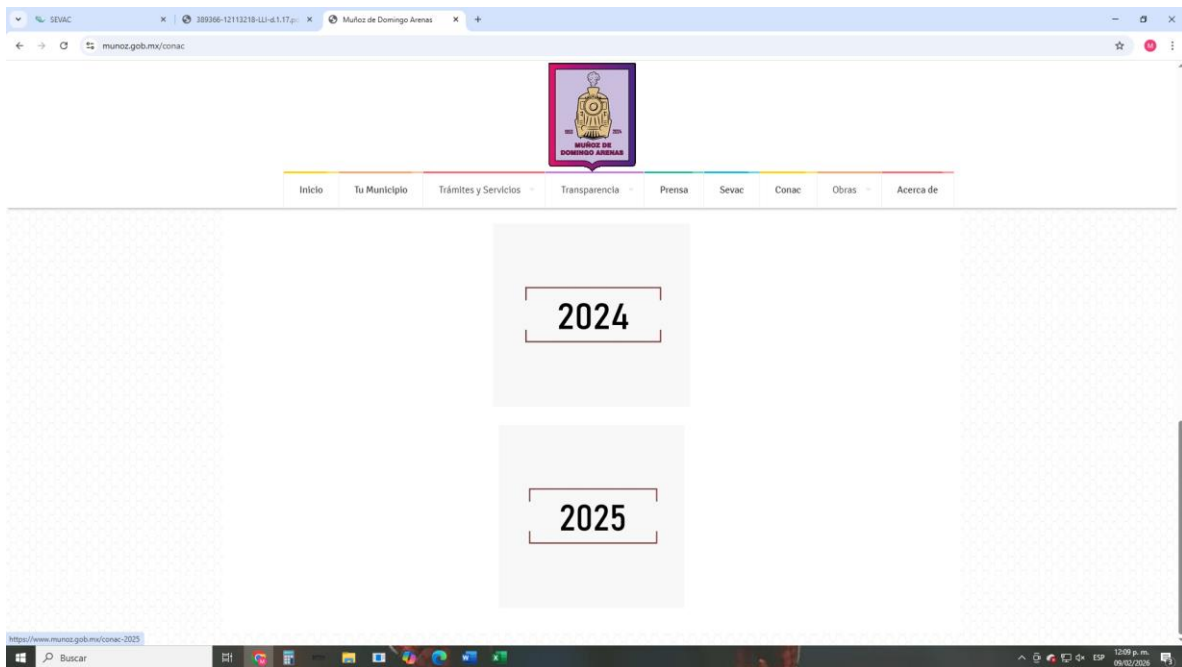 SEVAC
389366-12113218-LLI-d.1.17.p
Muñoz de Domingo Arenas
munoz.gob.mx/conac
M
2024
MUÑOZ DE
DOMINGO ARENAS
Inicio
Tu Municipio
Trámites y Servicios
Transparencia
Prensa
Sevac
Conac
Obras
Acerca de
2024
2025
https://www.munoz.gob.mx/conac-2025
Buscar
ESP
12:09 p. m.
09/02/2026